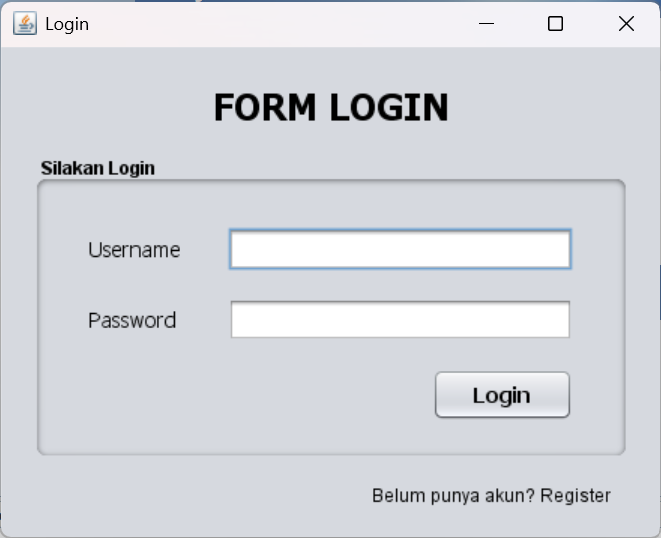 Login
FORM LOGIN
Silakan Login
Username
Password
Login
Belum punya akun? Register